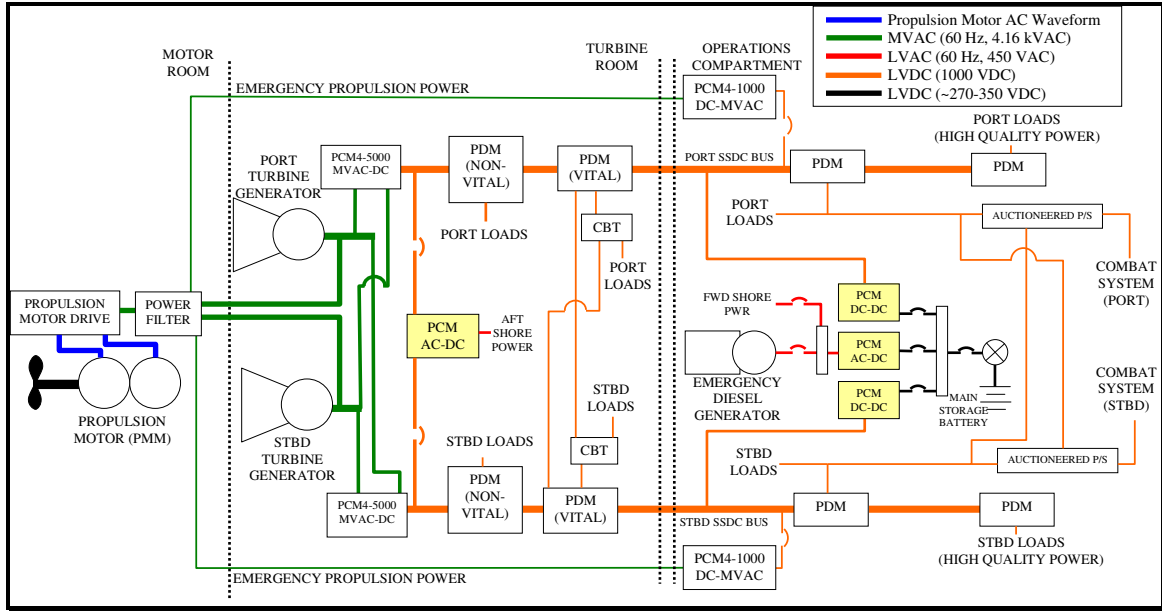 Propulsion Motor AC Waveform
MVAC (60 Hz, 4.16 kVAC)
LVAC (60 Hz, 450 VAC)
LVDC (1000 VDC)
LVDC (~270-350 VDC)
MOTOR
ROOM
TURBINE
ROOM
OPERATIONS
COMPARTMENT
EMERGENCY PROPULSION POWER
PCM4-1000
DC-MVAC
PORT LOADS
(HIGH QUALITY POWER)
PORT
TURBINE
GENERATOR
PCM4-5000
MVAC-DC
PDM
(NON-
VITAL)
PDM
(VITAL)
PORT SSDC BUS
PDM
PDM
PORT LOADS
CBT
PORT
LOADS
PORT
LOADS
AUCTIONEERED P/S
COMBAT
SYSTEM
(PORT)
PROPULSION
MOTOR DRIVE
POWER
FILTER
PCM
AC-DC
AFT
SHORE
POWER
FWD SHORE
PWR
PCM
DC-DC
PCM
AC-DC
PCM
DC-DC
EMERGENCY
DIESEL
GENERATOR
MAIN
STORAGE
BATTERY
COMBAT
SYSTEM
(STBD)
PROPULSION
MOTOR (PMM)
STBD
TURBINE
GENERATOR
STBD
LOADS
STBD LOADS
CBT
STBD
LOADS
AUCTIONEERED P/S
PCM4-5000
MVAC-DC
PDM
(NON-
VITAL)
PDM
(VITAL)
STBD SSDC BUS
PDM
PDM
STBD LOADS
(HIGH QUALITY POWER)
EMERGENCY PROPULSION POWER
PCM4-1000
DC-MVAC